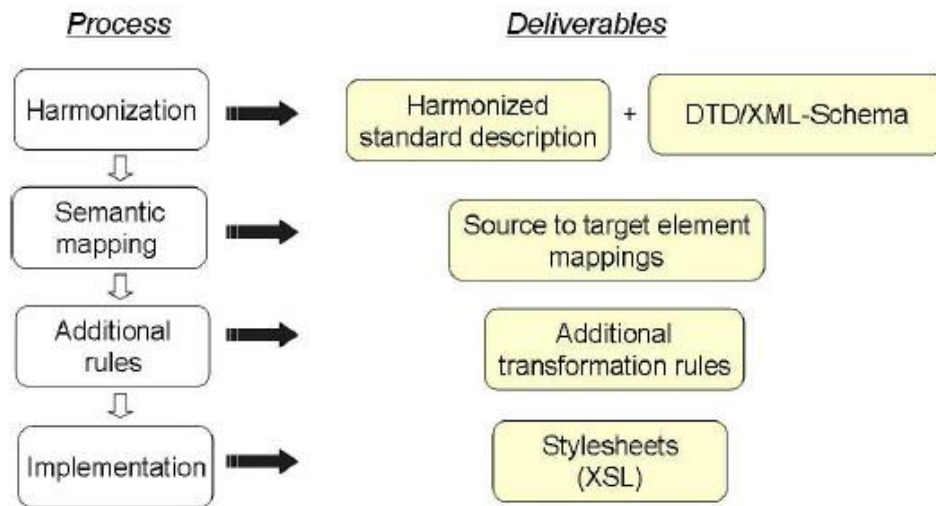 Process
Deliverables
Harmonization
Harmonized
standard description
+
DTD/XML-Schema
Semantic
mapping
Source to target element
mappings
Additional
rules
Additional
transformation rules
Implementation
Stylesheets
(XSL)